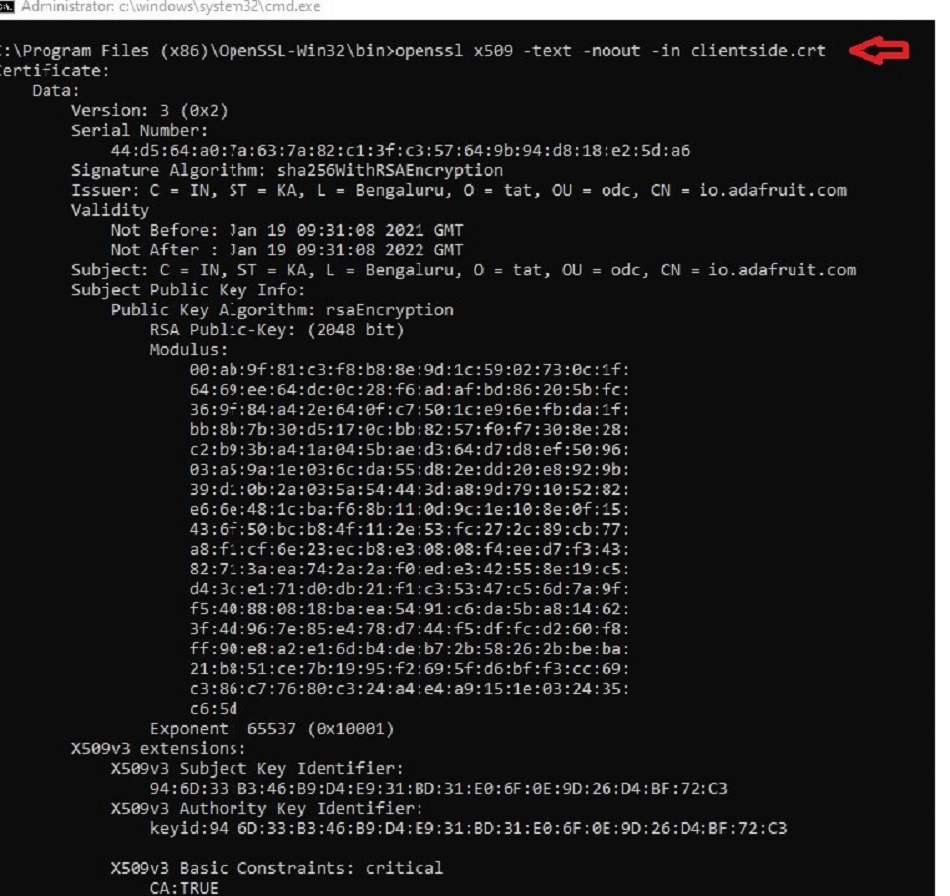 Administrator: c:\windows\system32\cmd.exe
C:\Program Files (x86)\OpenSSL-Win32\bin>openssl x509 -text -noout -in clientside.crt
Certificate:
Data:
Version: 3 (0x2)
Serial Number:
44:d5:64:a0:7a:63:7a:82:c1:3f:c3:57:64:9b:94:d8:18:e2:5d:a6
Signature Algorithm: sha256WithRSAEncryption
Issuer: C = IN, ST = KA, L = Bengaluru, O = tat, OU = odc, CN = io.adafruit.com
Validity
Not Before: Jan 19 09:31:08 2021 GMT
Not After : Jan 19 09:31:08 2022 GMT
Subject: C = IN, ST = KA, L = Bengaluru, O = tat, OU = odc, CN = io.adafruit.com
Subject Public Key Info:
Public Key Algorithm: rsaEncryption
RSA Public-Key: (2048 bit)
Modulus:
00:ab:9f:81:c3:f8:b8:8e:9d:1c:59:02:73:0c:1f:
64:69:ee:64:dc:0c:28:f6:ad:af:bd:86:20:5b:fc:
36:9f:84:a4:2e:64:0f:c7:50:1c:e9:6e:fb:da:1f:
bb:8b:7b:30:d5:17:0c:bb:82:57:f0:f7:30:8e:28:
c2:b9:3b:a4:1a:04:5b:ae:d3:64:d7:d8:ef:50:96:
03:a5:9a:1e:03:6c:da:55:d8:2e:dd:20:e8:92:9b:
39:d1:0b:2a:03:5a:54:44:3d:a8:9d:79:10:52:82:
e6:6e:48:1c:ba:f6:8b:11:0d:9c:1e:10:8e:0f:15:
43:6f:50:bc:b8:4f:11:2e:53:fc:27:2c:89:cb:77:
a8:f1:cf:6e:23:ec:b8:e3:08:08:f4:ee:d7:f3:43:
82:71:3a:ea:74:2a:2a:f0:ed:e3:42:55:8e:19:c5:
d4:3c:e1:71:d0:db:21:f1:c3:53:47:c5:6d:7a:9f:
f5:40:88:08:18:ba:ea:54:91:c6:da:5b:a8:14:62:
3f:4d:96:7e:85:e4:78:d7:44:f5:df:fc:d2:60:f8:
ff:90:e8:a2:e1:6d:b4:de:b7:2b:58:26:2b:be:ba:
21:b8:51:ce:7b:19:95:f2:69:5f:d6:bf:f3:cc:69:
c3:86:c7:76:80:c3:24:a4:e4:a9:15:1e:03:24:35:
c6:5d
Exponent: 65537 (0x10001)
X509v3 extensions:
X509v3 Subject Key Identifier:
94:6D:33:B3:46:B9:D4:E9:31:BD:31:E0:6F:0E:9D:26:D4:BF:72:C3
X509v3 Authority Key Identifier:
keyid:94:6D:33:B3:46:B9:D4:E9:31:BD:31:E0:6F:0E:9D:26:D4:BF:72:C3
X509v3 Basic Constraints: critical
CA:TRUE